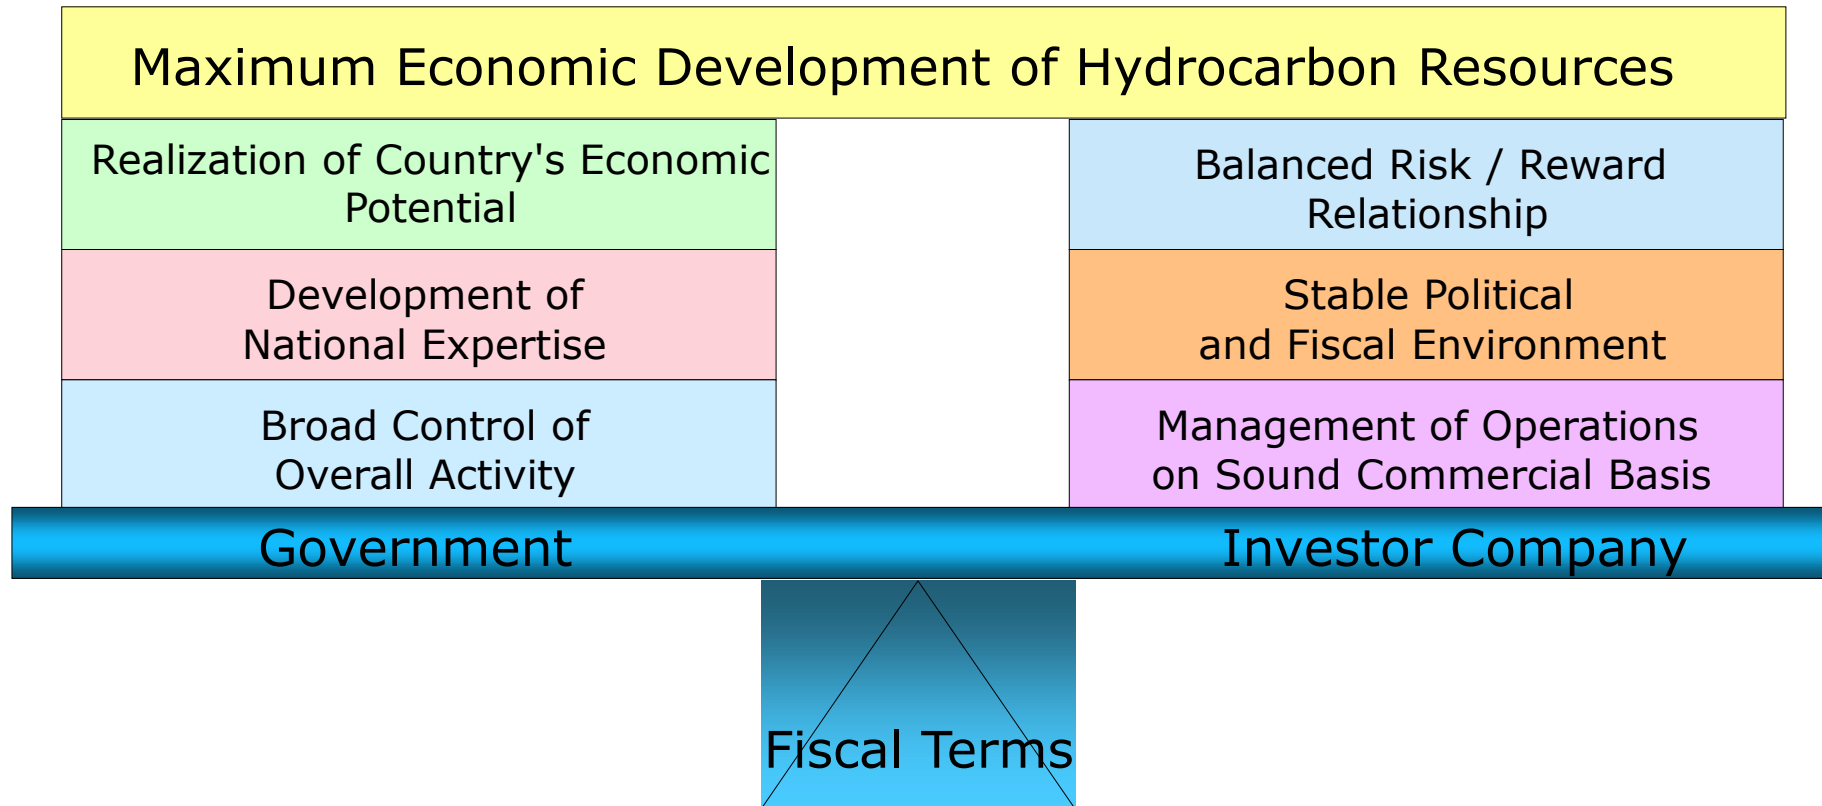 Maximum Economic Development of Hydrocarbon Resources
Realization of Country's Economic
Potential
Development of
National Expertise
Broad Control of
Overall Activity
Government
Balanced Risk / Reward
Relationship
Stable Political
and Fiscal Environment
Management of Operations
on Sound Commercial Basis
Investor Company
Fiscal Terms